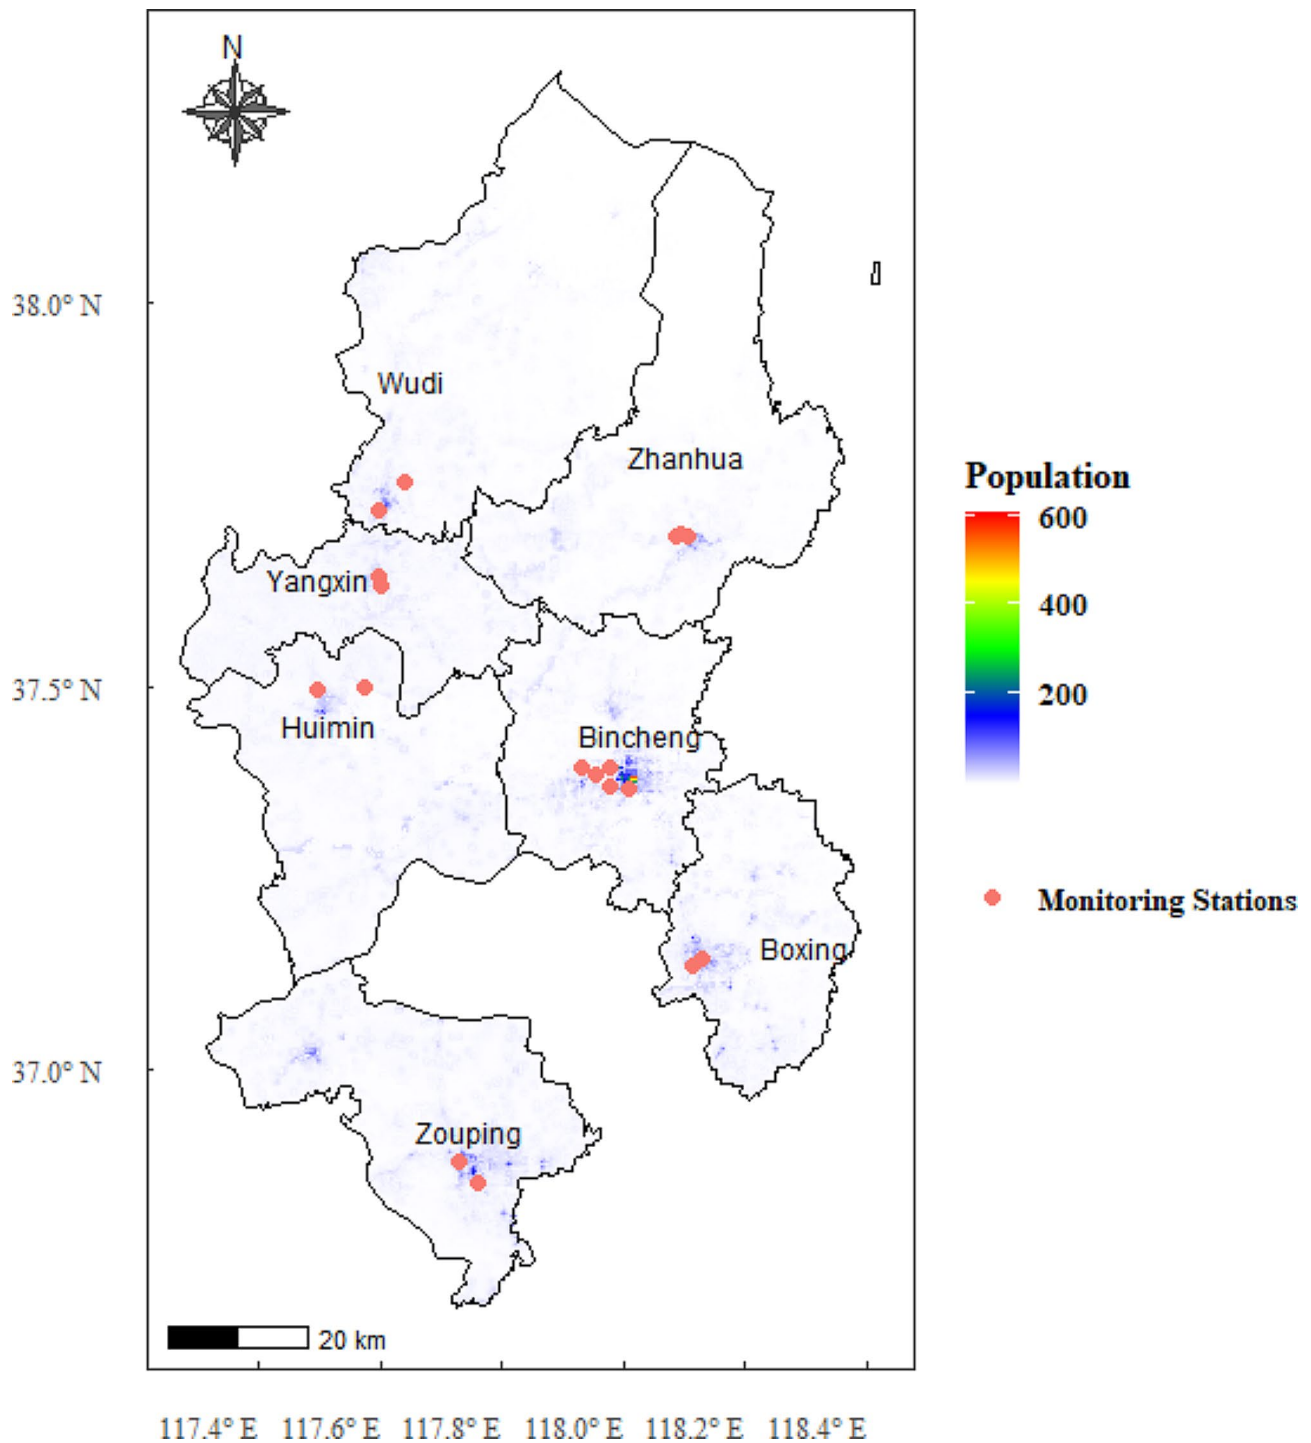 N
38.0° N
Wudi
Zhanhua
Population
600
400
200
Yangxin
37.5° N
Huimin
Bincheng
Monitoring Stations
Boxing
37.0° N
Zouping
20 km
117.4° E 117.6° E 117.8° E 118.0° E 118.2° E 118.4° E